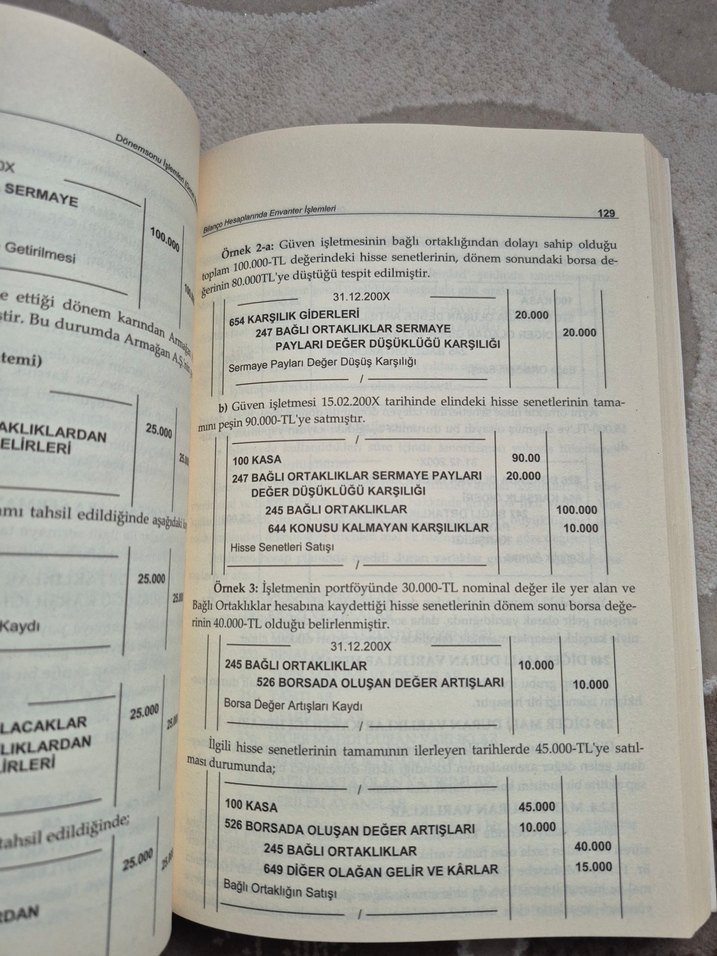 Dönemsonu İşlemleri
0X
SERMAYE
100.000
Getirilmesi
e ettiği dönem karından Armağan
ştir. Bu durumda Armağan A.Ş.
temi)
AKLIKLARDAN
ELİRLERİ
25.000
amı tahsil edildiğinde aşağıdaki
25.000
Kaydı
ALACAKLAR
LIKLARDAN
LİRLERİ
25.000
tahsil edildiğinde;
25.000
RDAN
Bilanço Hesaplarında Envanter İşlemleri 129
Örnek 2-a: Güven işletmesinin bağlı ortaklığından dolayı sahip olduğu
toplam 100.000-TL değerindeki hisse senetlerinin, dönem sonundaki borsa de-
ğerinin 80.000TL'ye düştüğü tespit edilmiştir.
31.12.200X
654 KARŞILIK GİDERLERİ 20.000
247 BAĞLI ORTAKLIKLAR SERMAYE 20.000
PAYLARI DEĞER DÜŞÜKLÜĞÜ KARŞILIĞI
Sermaye Payları Değer Düşüş Karşılığı
/
b) Güven işletmesi 15.02.200X tarihinde elindeki hisse senetlerinin tama-
mını peşin 90.000-TL'ye satmıştır.
/
100 KASA 90.00
247 BAĞLI ORTAKLIKLAR SERMAYE PAYLARI 20.000
DEĞER DÜŞÜKLÜĞÜ KARŞILIĞI
245 BAĞLI ORTAKLIKLAR 100.000
644 KONUSU KALMAYAN KARŞILIKLAR 10.000
Hisse Senetleri Satışı
/
Örnek 3: İşletmenin portföyünde 30.000-TL nominal değer ile yer alan ve
Bağlı Ortaklıklar hesabına kaydettiği hisse senetlerinin dönem sonu borsa değe-
rinin 40.000-TL olduğu belirlenmiştir.
31.12.200X
245 BAĞLI ORTAKLIKLAR 10.000
526 BORSADA OLUŞAN DEĞER ARTIŞLARI 10.000
Borsa Değer Artışları Kaydı
/
İlgili hisse senetlerinin tamamının ilerleyen tarihlerde 45.000-TL'ye satıl-
ması durumunda;
/
100 KASA 45.000
526 BORSADA OLUŞAN DEĞER ARTIŞLARI 10.000
245 BAĞLI ORTAKLIKLAR 40.000
649 DİĞER OLAĞAN GELİR VE KÂRLAR 15.000
Bağlı Ortaklığın Satışı
/